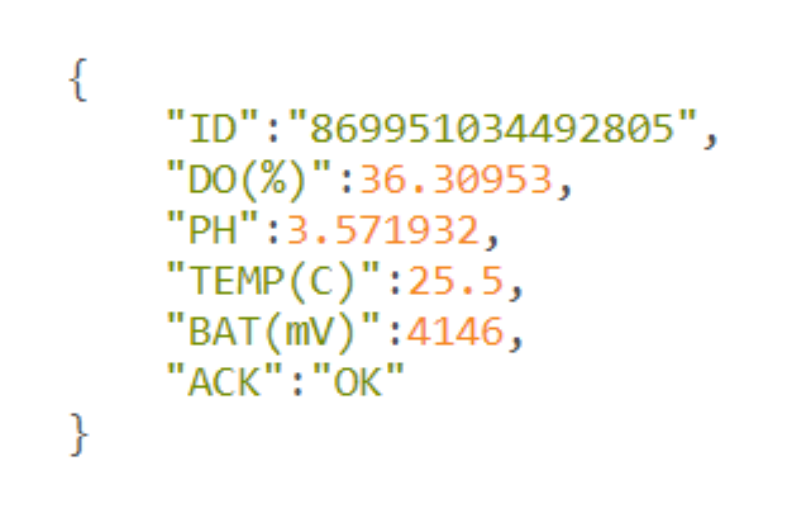 {
"ID":"869951034492805",
"DO(%)":36.30953,
"PH":3.571932,
"TEMP(C)":25.5,
"BAT(mV)":4146,
"ACK":"OK"
}